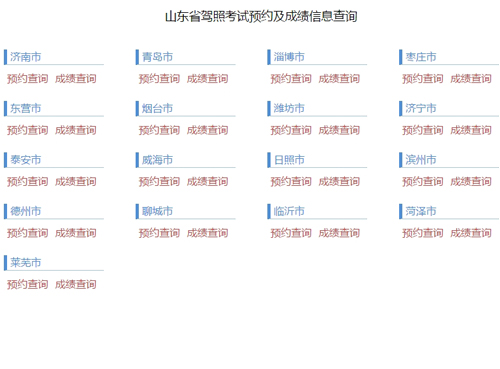 山东省驾照考试预约及成绩信息查询
济南市 青岛市 淄博市 枣庄市
预约查询 成绩查询 预约查询 成绩查询 预约查询 成绩查询 预约查询 成绩查询
东营市 烟台市 潍坊市 济宁市
预约查询 成绩查询 预约查询 成绩查询 预约查询 成绩查询 预约查询 成绩查询
泰安市 威海市 日照市 滨州市
预约查询 成绩查询 预约查询 成绩查询 预约查询 成绩查询 预约查询 成绩查询
德州市 聊城市 临沂市 菏泽市
预约查询 成绩查询 预约查询 成绩查询 预约查询 成绩查询 预约查询 成绩查询
莱芜市
预约查询 成绩查询